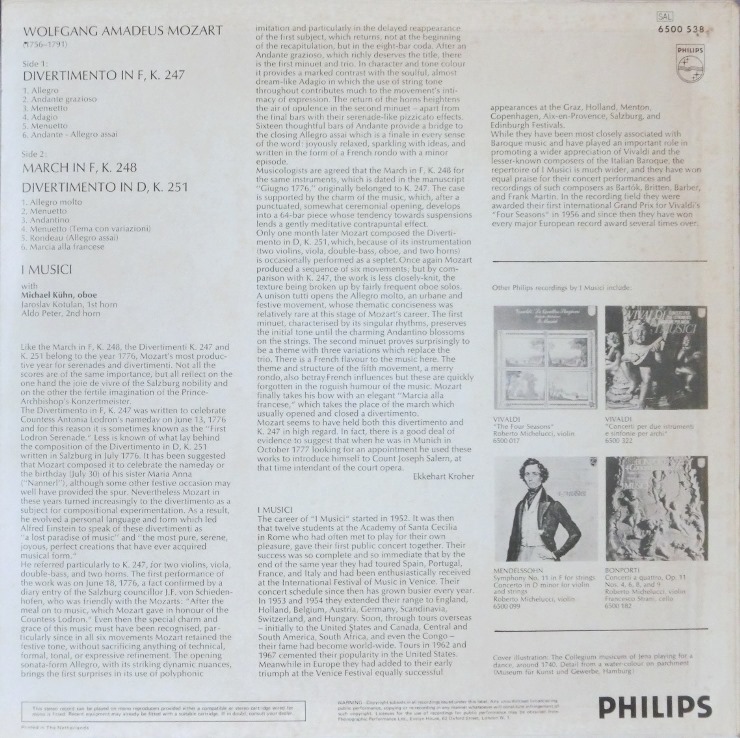 WOLFGANG AMADEUS MOZART
(1756–1791)
Side 1:
DIVERTIMENTO IN F, K. 247
1. Allegro
2. Andante grazioso
3. Menuetto
4. Adagio
5. Menuetto
6. Andante - Allegro assai
Side 2:
MARCH IN F, K. 248
DIVERTIMENTO IN D, K. 251
1. Allegro molto
2. Menuetto
3. Andantino
4. Menuetto (Tema con variazioni)
5. Rondeau (Allegro assai)
6. Marcia alla francese
I MUSICI
with
Michael Kühn, oboe
Jaroslav Kotulan, 1st horn
Aldo Peter, 2nd horn
Like the March in F, K. 248, the Divertimenti K. 247 and
K. 251 belong to the year 1776, Mozart's most produc-
tive year for serenades and divertimenti. Not all the
scores are of the same importance, but all reflect on the
one hand the joie de vivre of the Salzburg nobility and
on the other the fertile imagination of the Prince-
Archbishop's Konzertmeister.
The Divertimento in F, K. 247 was written to celebrate
Countess Antonia Lodron's nameday on June 13, 1776
and for this reason it is sometimes known as the "First
Lodron Serenade." Less is known of what lay behind
the composition of the Divertimento in D, K. 251
written in Salzburg in July 1776. It has been suggested
that Mozart composed it to celebrate the nameday or
the birthday (July 30) of his sister Maria Anna
("Nannerl"), although some other festive occasion may
well have provided the spur. Nevertheless Mozart in
these years turned increasingly to the divertimento as a
subject for compositional experimentation. As a result,
he evolved a personal language and form which led
Alfred Einstein to speak of these divertimenti as
"a lost paradise of music" and "the most pure, serene,
joyous, perfect creations that have ever acquired
musical form."
He referred particularly to K. 247, for two violins, viola,
double-bass, and two horns. The first performance of
the work was on June 18, 1776, a fact confirmed by a
diary entry of the Salzburg councillor J.F. von Schieden-
hofen, who was friendly with the Mozarts. "After the
meal on to music, which Mozart gave in honour of the
Countess Lodron." Even then the special charm and
grace of this music must have been recognised, par-
ticularly since in all six movements Mozart retained the
festive tone, without sacrificing anything of technical,
formal, tonal, or expressive refinement. The opening
sonata-form Allegro, with its striking dynamic nuances,
brings the first surprises in its use of polyphonic
imitation and particularly in the delayed reappearance
of the first subject, which returns, not at the beginning
of the recapitulation, but in the eight-bar coda. After an
Andante grazioso, which richly deserves the title, there
is the first minuet and trio. In character and tone colour
it provides a marked contrast with the soulful, almost
dream-like Adagio in which the use of string tone
throughout contributes much to the movement's inti-
macy of expression. The return of the horns heightens
the air of opulence in the second minuet – apart from
the final bars with their serenade-like pizzicato effects.
Sixteen thoughtful bars of Andante provide a bridge to
the closing Allegro assai which is a finale in every sense
of the word: joyously relaxed, sparkling with ideas, and
written in the form of a French rondo with a minor
episode.
Musicologists are agreed that the March in F, K. 248 for
the same instruments, which is dated in the manuscript
"Giugno 1776," originally belonged to K. 247. The case
is supported by the charm of the music, which, after a
punctuated, somewhat ceremonial opening, develops
into a 64-bar piece whose tendency towards suspensions
lends a gently meditative contrapuntal effect.
Only one month later Mozart composed the Diverti-
mento in D, K. 251, which, because of its instrumentation
(two violins, viola, double-bass, oboe, and two horns)
is occasionally performed as a septet. Once again Mozart
produced a sequence of six movements; but by com-
parison with K. 247, the work is less closely-knit, the
texture being broken up by fairly frequent oboe solos.
A unison tutti opens the Allegro molto, an urbane and
festive movement, whose thematic conciseness was
relatively rare at this stage of Mozart's career. The first
minuet, characterised by its singular rhythms, preserves
the initial tone until the charming Andantino blossoms
on the strings. The second minuet proves surprisingly to
be a theme with three variations which replace the
trio. There is a French flavour to the music here. The
theme and structure of the fifth movement, a merry
rondo, also betray French influences but these are quickly
forgotten in the roguish humour of the music. Mozart
finally takes his bow with an elegant "Marcia alla
francese," which takes the place of the march which
usually opened and closed a divertimento.
Mozart seems to have held both this divertimento and
K. 247 in high regard. In fact, there is a good deal of
evidence to suggest that when he was in Munich in
October 1777 looking for an appointment he used these
works to introduce himself to Count Joseph Salern, at
that time intendant of the court opera.
Ekkehart Kroher
I MUSICI
The career of "I Musici" started in 1952. It was then
that twelve students at the Academy of Santa Cecilia
in Rome who had often met to play for their own
pleasure, gave their first public concert together. Their
success was so complete and so immediate that by the
end of the same year they had toured Spain, Portugal,
France, and Italy and had been enthusiastically received
at the International Festival of Music in Venice. Their
concert schedule since then has grown busier every year.
In 1953 and 1954 they extended their range to England,
Holland, Belgium, Austria, Germany, Scandinavia,
Switzerland, and Hungary. Soon, through tours overseas
– initially to the United States and Canada, Central and
South America, South Africa, and even the Congo –
their fame had become world-wide. Tours in 1962 and
1967 cemented their popularity in the United States.
Meanwhile in Europe they had added to their early
triumph at the Venice Festival equally successful
SAL
6500 538
PHILIPS
appearances at the Graz, Holland, Menton,
Copenhagen, Aix-en-Provence, Salzburg, and
Edinburgh Festivals.
While they have been most closely associated with
Baroque music and have played an important role in
promoting a wider appreciation of Vivaldi and the
lesser-known composers of the Italian Baroque, the
repertoire of I Musici is much wider, and they have won
equal praise for their concert performances and
recordings of such composers as Bartók, Britten, Barber,
and Frank Martin. In the recording field they were
awarded their first international Grand Prix for Vivaldi's
"Four Seasons" in 1956 and since then they have won
every major European record award several times over.
Other Philips recordings by I Musici include:
VIVALDI
MUSICI
VIVALDI
"The Four Seasons"
Roberto Michelucci, violin
6500 017
VIVALDI
"Concerti per due strumenti
e sinfonie per archi"
6500 322
MENDELSSOHN
Symphony No. 11 in F for strings
Concerto in D minor for violin
and strings
Roberto Michelucci, violin
6500 099
BONPORTI
Concerti a quattro, Op. 11
Nos. 4, 6, 8, and 9
Roberto Michelucci, violin
Francesco Strani, cello
6500 182
Cover illustration: The Collegium musicum of Jena playing for a
dance, around 1740. Detail from a water-colour on parchment
(Museum für Kunst und Gewerbe, Hamburg)
This stereo record can be played on mono reproducers provided either a compatible or stereo cartridge wired for
mono is fitted. Recent equipment may already be fitted with a suitable cartridge. If in doubt, consult your dealer.
Printed in The Netherlands
PHILIPS